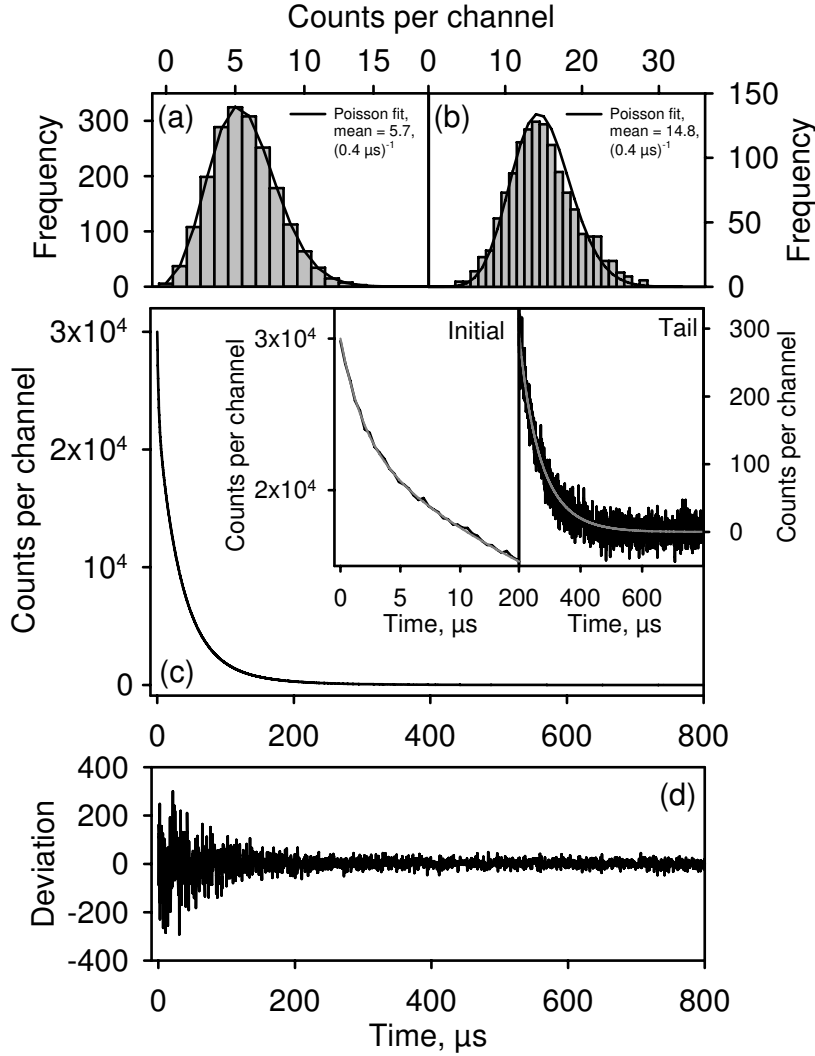 Counts per channel
0 5 10 0 10 20 30
(a)
Poisson fit,
mean = 5.7,
(0.4 µs)⁻¹
(b)
Poisson fit,
mean = 14.8,
(0.4 µs)⁻¹
Frequency
300
200
100
0
150
100
50
0
Frequency
Counts per channel
3x10⁴
2x10⁴
10⁴
0
(c)
Initial
Counts per channel
3x10⁴
2x10⁴
0 5 10
Time, µs
Tail
300
200
100
0
Counts per channel
200 400 600
Time, µs
0 200 400 600 800
Deviation
400
200
0
-200
-400
(d)
0 200 400 600 800
Time, µs